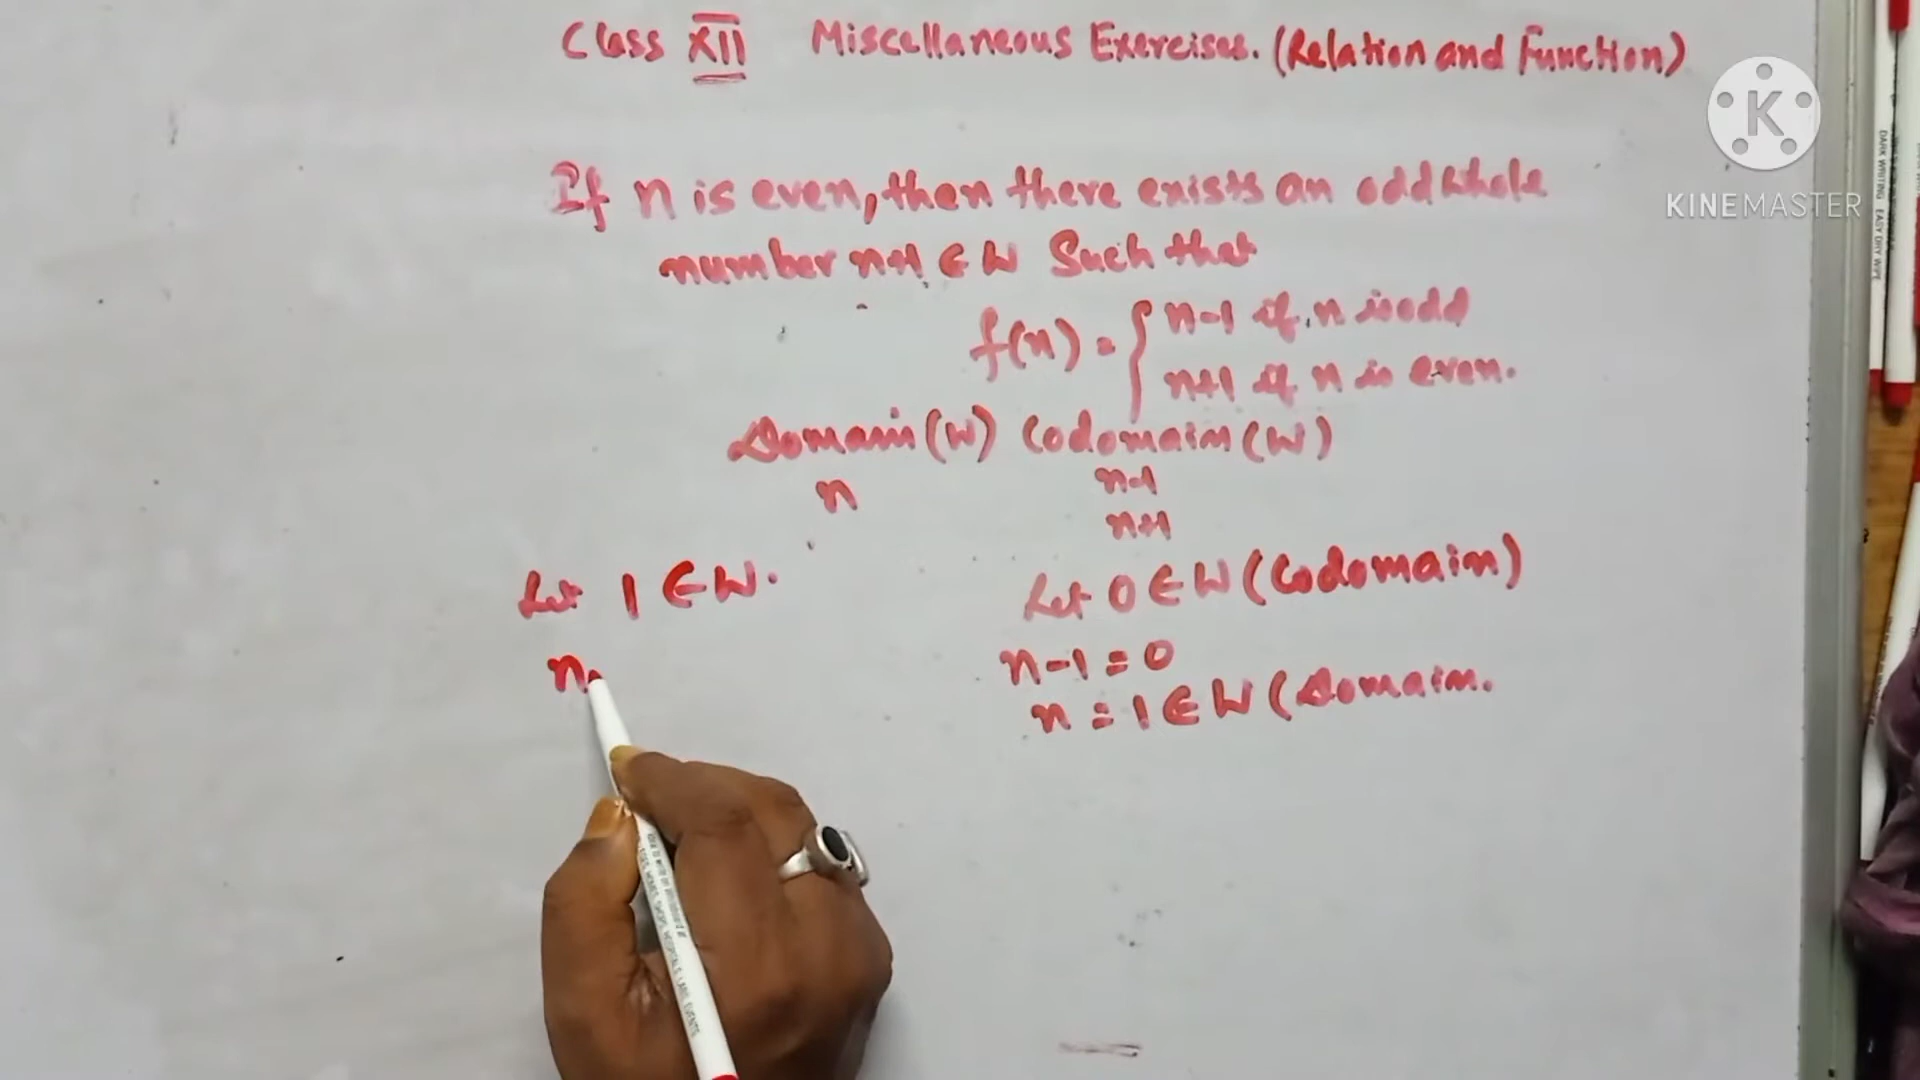 Class XII Miscellaneous Exercises. (Relation and Function)
K
KINEMASTER
If n is even, then there exists an odd whole
number n+1 ∈ W Such that
f(n) = { n-1 if n is odd
n+1 if n is even.
Domain (W) Codomain (W)
n n-1
n+1
Let 1 ∈ W.
n
Let 0 ∈ W (Codomain)
n-1 = 0
n = 1 ∈ W (Domain.